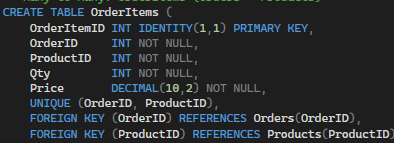 CREATE TABLE OrderItems (
    OrderItemID INT IDENTITY(1,1) PRIMARY KEY,
    OrderID     INT NOT NULL,
    ProductID   INT NOT NULL,
    Qty         INT NOT NULL,
    Price       DECIMAL(10,2) NOT NULL,
    UNIQUE (OrderID, ProductID),
    FOREIGN KEY (OrderID) REFERENCES Orders(OrderID),
    FOREIGN KEY (ProductID) REFERENCES Products(ProductID)